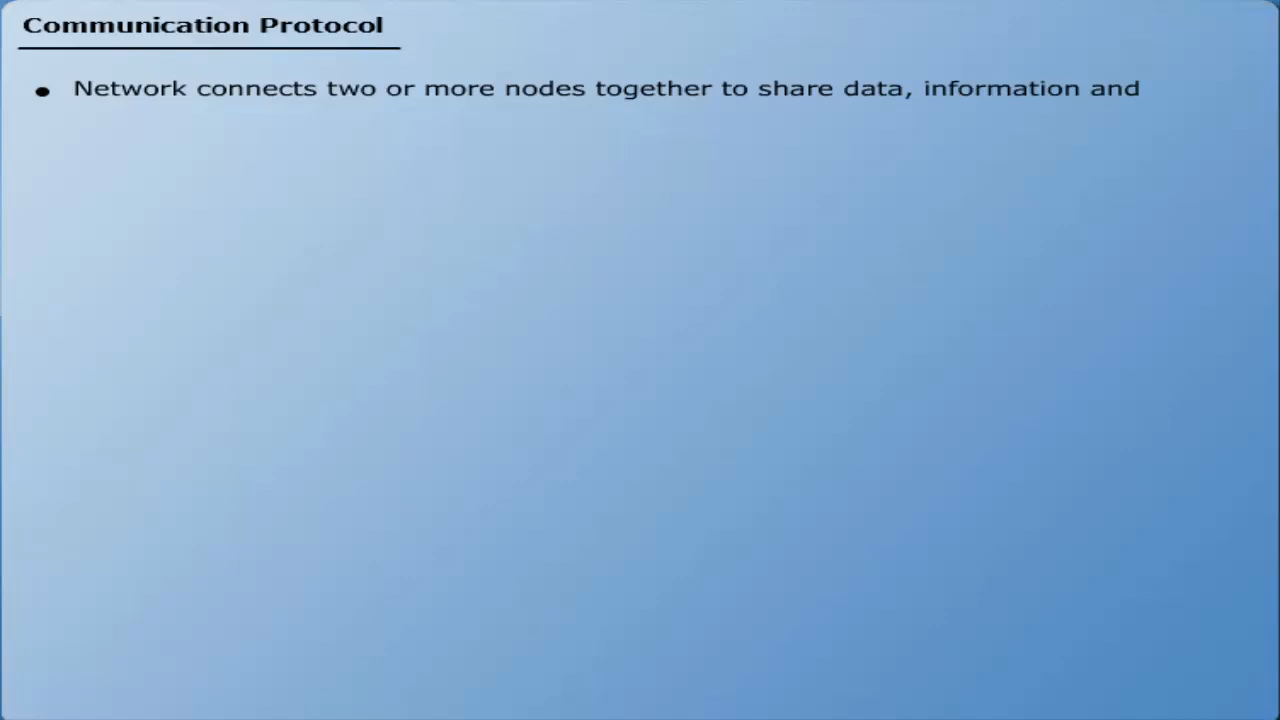 Communication Protocol
Network connects two or more nodes together to share data, information and